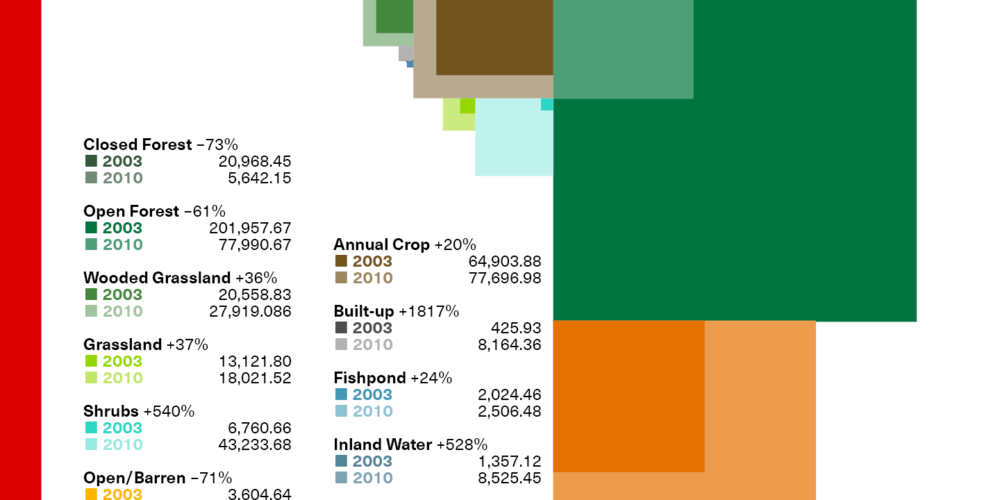 Closed Forest –73%
2003 20,968.45
2010 5,642.15
Open Forest –61%
2003 201,957.67
2010 77,990.67
Wooded Grassland +36%
2003 20,558.83
2010 27,919.086
Grassland +37%
2003 13,121.80
2010 18,021.52
Shrubs +540%
2003 6,760.66
2010 43,233.68
Open/Barren –71%
2003 3,604.64
Annual Crop +20%
2003 64,903.88
2010 77,696.98
Built-up +1817%
2003 425.93
2010 8,164.36
Fishpond +24%
2003 2,024.46
2010 2,506.48
Inland Water +528%
2003 1,357.12
2010 8,525.45